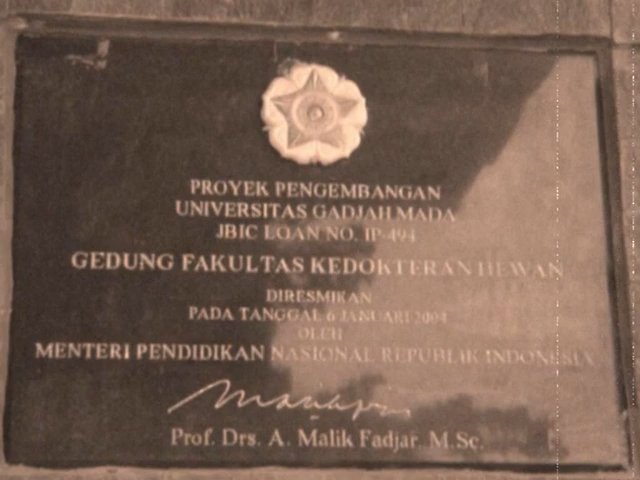 PROYEK PENGEMBANGAN
UNIVERSITAS GADJAH MADA
JBIC LOAN NO. IP-494
GEDUNG FAKULTAS KEDOKTERAN HEWAN
DIRESMIKAN
PADA TANGGAL 6 JANUARI 2004
OLEH
MENTERI PENDIDIKAN NASIONAL REPUBLIK INDONESIA
Prof. Drs. A. Malik Fadjar, M.Sc.